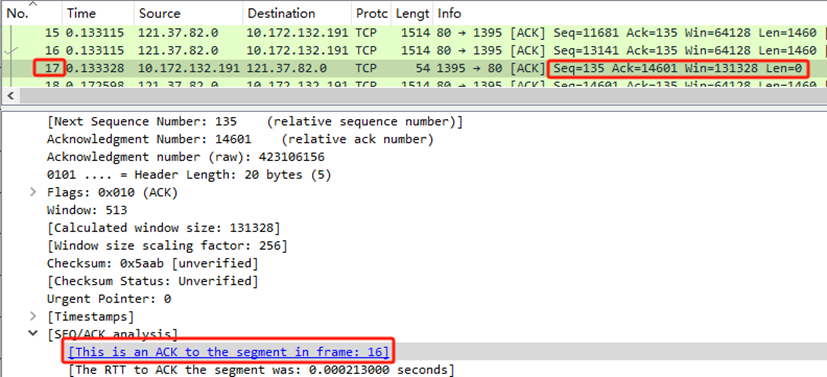 No. Time Source Destination Protc Lengt Info
15 0.133115 121.37.82.0 10.172.132.191 TCP 1514 80 → 1395 [ACK] Seq=11681 Ack=135 Win=64128 Len=1460 [
16 0.133115 121.37.82.0 10.172.132.191 TCP 1514 80 → 1395 [ACK] Seq=13141 Ack=135 Win=64128 Len=1460 [
17 0.133328 10.172.132.191 121.37.82.0 TCP 54 1395 → 80 [ACK] Seq=135 Ack=14601 Win=131328 Len=0
18 0.172598 121.37.82.0 10.172.132.191 TCP 1514 80 → 1395 [ACK] Seq=14601 Ack=135 Win=64128 Len=1460 [
[Next Sequence Number: 135 (relative sequence number)]
Acknowledgment Number: 14601 (relative ack number)
Acknowledgment number (raw): 423106156
0101 .... = Header Length: 20 bytes (5)
Flags: 0x010 (ACK)
Window: 513
[Calculated window size: 131328]
[Window size scaling factor: 256]
Checksum: 0x5aab [unverified]
[Checksum Status: Unverified]
Urgent Pointer: 0
[Timestamps]
[SEQ/ACK analysis]
[This is an ACK to the segment in frame: 16]
[The RTT to ACK the segment was: 0.000213000 seconds]